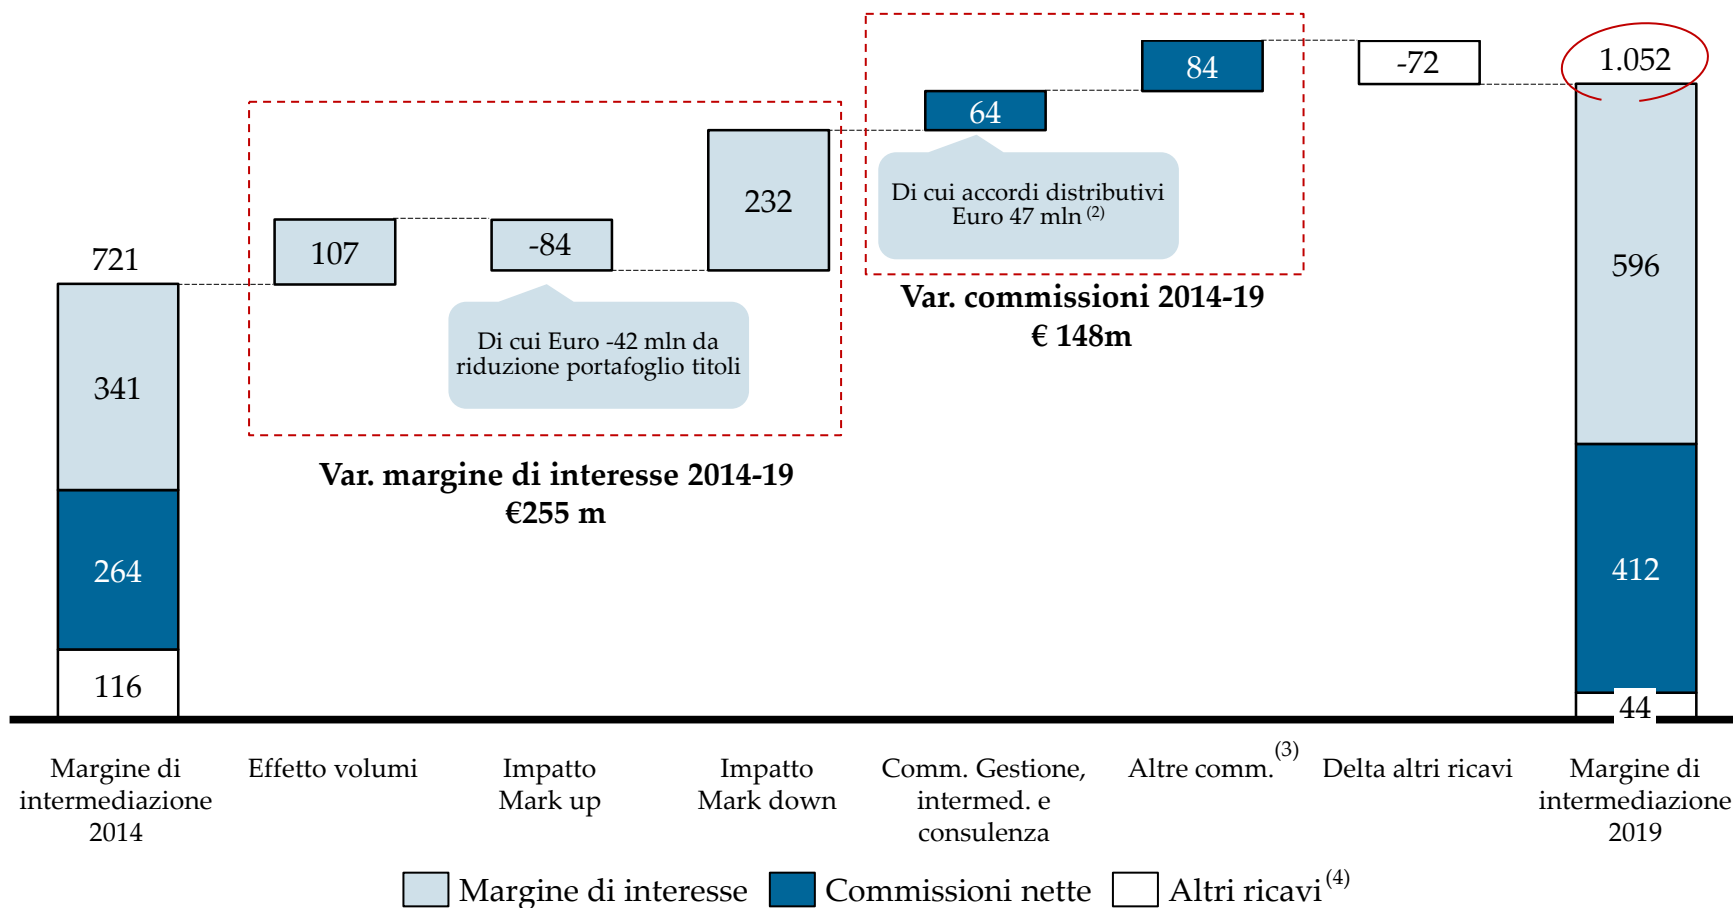 721
341
264
116
107
-84
232
Di cui Euro -42 mln da
riduzione portafoglio titoli
Var. margine di interesse 2014-19
€255 m
64
84
Di cui accordi distributivi
Euro 47 mln (2)
Var. commissioni 2014-19
€ 148m
-72
1.052
596
412
44
Margine di
intermediazione
2014
Effetto volumi
Impatto
Mark up
Impatto
Mark down
Comm. Gestione,
intermed. e
consulenza
Altre comm. (3)
Delta altri ricavi
Margine di
intermediazione
2019
Margine di interesse
Commissioni nette
Altri ricavi (4)